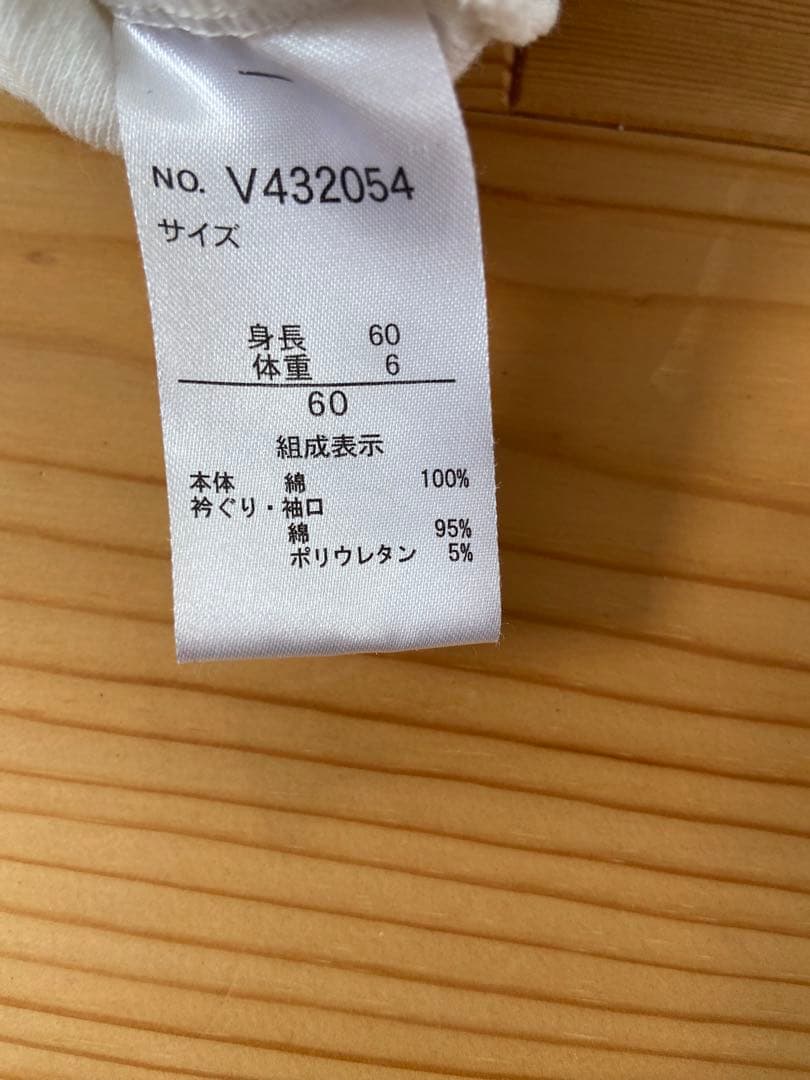 NO. V432054
サイズ
身長 60
体重 6
60
組成表示
本体 綿 100%
衿ぐり・袖口
綿 95%
ポリウレタン 5%